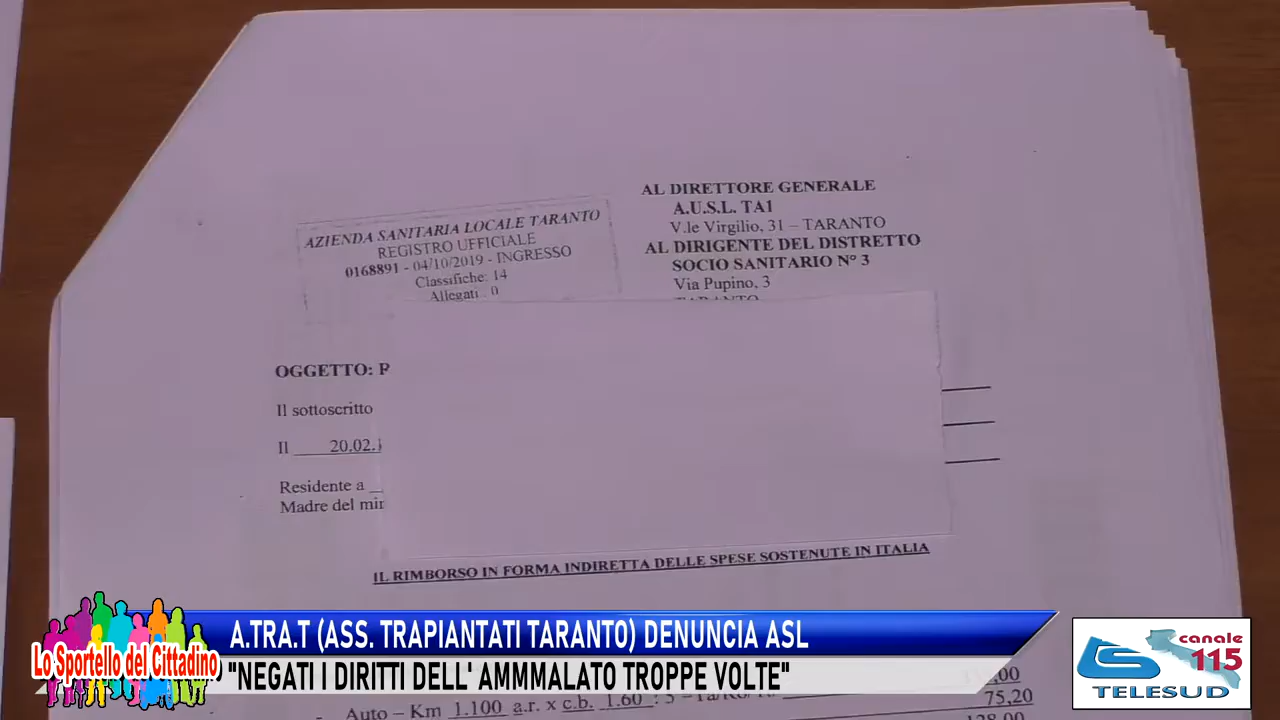 AZIENDA SANITARIA LOCALE TARANTO
REGISTRO UFFICIALE
0168891 - 04/10/2019 - INGRESSO
Classifiche: 14
Allegati : 0
AL DIRETTORE GENERALE
A.U.S.L. TA1
V.le Virgilio, 31 – TARANTO
AL DIRIGENTE DEL DISTRETTO
SOCIO SANITARIO N° 3
Via Pupino, 3
TARANTO
OGGETTO:
Il sottoscritto
Il 20.02.
Residente a
Madre del
IL RIMBORSO IN FORMA INDIRETTA DELLE SPESE SOSTENUTE IN ITALIA
A.TRA.T (ASS. TRAPIANTATI TARANTO) DENUNCIA ASL
"NEGATI I DIRITTI DELL' AMMMALATO TROPPE VOLTE"
Lo Sportello del Cittadino
canale
115
TELESUD
- Auto – Km 1.100 a.r. x c.b. 1.60 : 5
75,20
128,00